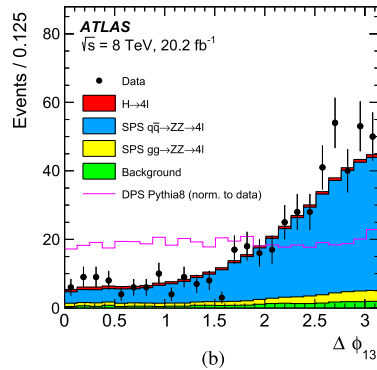 Events / 0.125
ATLAS
√s = 8 TeV, 20.2 fb⁻¹
Data
H→4l
SPS qq̅→ZZ→4l
SPS gg→ZZ→4l
Background
DPS Pythia8 (norm. to data)
80
60
40
20
0
0 0.5 1 1.5 2 2.5 3
Δ ϕ₁₃
(b)